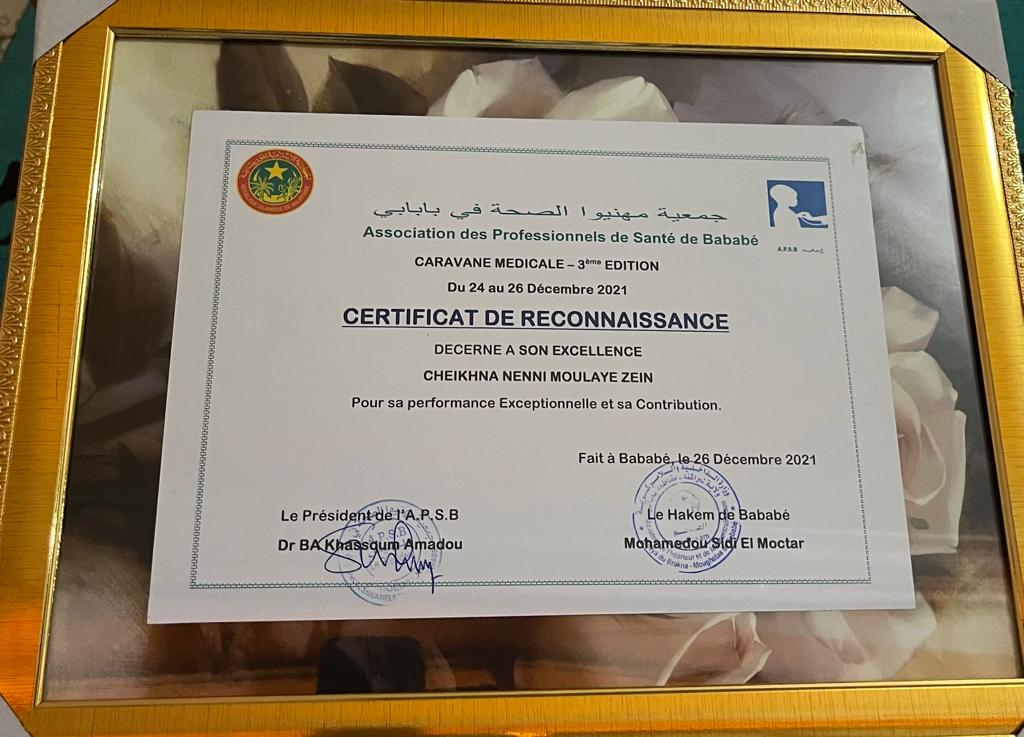 جمعية مهنيوا الصحة في بابابي
Association des Professionnels de Santé de Bababé
A.P.S.B
CARAVANE MEDICALE – 3ème EDITION
Du 24 au 26 Décembre 2021
CERTIFICAT DE RECONNAISSANCE
DECERNE A SON EXCELLENCE
CHEIKHNA NENNI MOULAYE ZEIN
Pour sa performance Exceptionnelle et sa Contribution.
Fait à Bababé, le 26 Décembre 2021
Le Président de l'A.P.S.B
Dr BA Khassoum Amadou
Le Hakem de Bababé
Mohamedou Sidi El Moctar